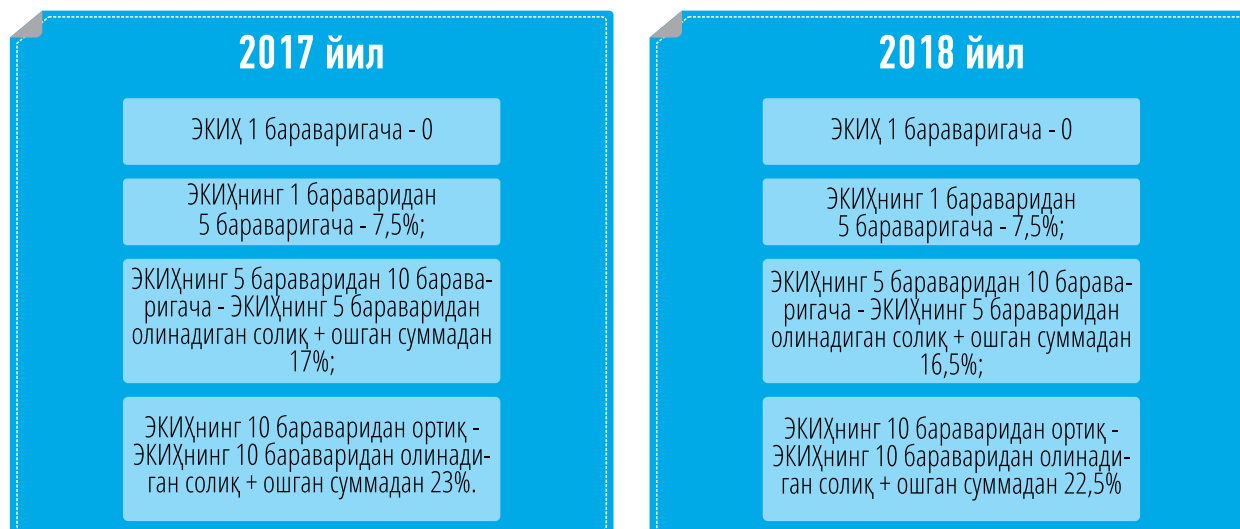 2017 йил
ЭКИҲ 1 бараваригача - 0
ЭКИҲнинг 1 бараваридан
5 бараваригача - 7,5%;
ЭКИҲнинг 5 бараваридан 10 барава-
ригача - ЭКИҲнинг 5 бараваридан
олинадиган солиқ + ошган суммадан
17%;
ЭКИҲнинг 10 бараваридан ортиқ -
ЭКИҲнинг 10 бараваридан олинади-
ган солиқ + ошган суммадан 23%.
2018 йил
ЭКИҲ 1 бараваригача - 0
ЭКИҲнинг 1 бараваридан
5 бараваригача - 7,5%;
ЭКИҲнинг 5 бараваридан 10 барава-
ригача - ЭКИҲнинг 5 бараваридан
олинадиган солиқ + ошган суммадан
16,5%;
ЭКИҲнинг 10 бараваридан ортиқ -
ЭКИҲнинг 10 бараваридан олинади-
ган солиқ + ошган суммадан 22,5%